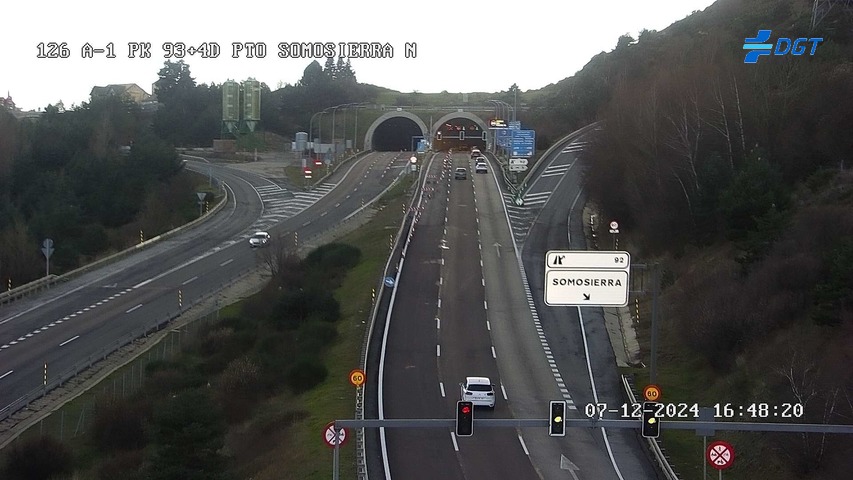 126 A-1 PK 93+4D PTO SOMOSIERRA N
DGT
92
SOMOSIERRA
60
60
07-12-2024 16:48:20